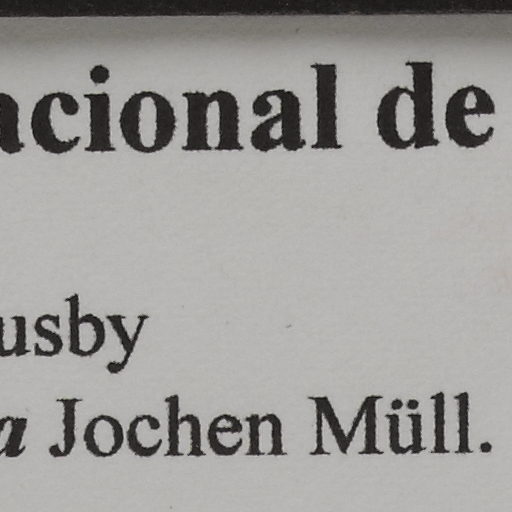 acional de
usby
a Jochen Müll.